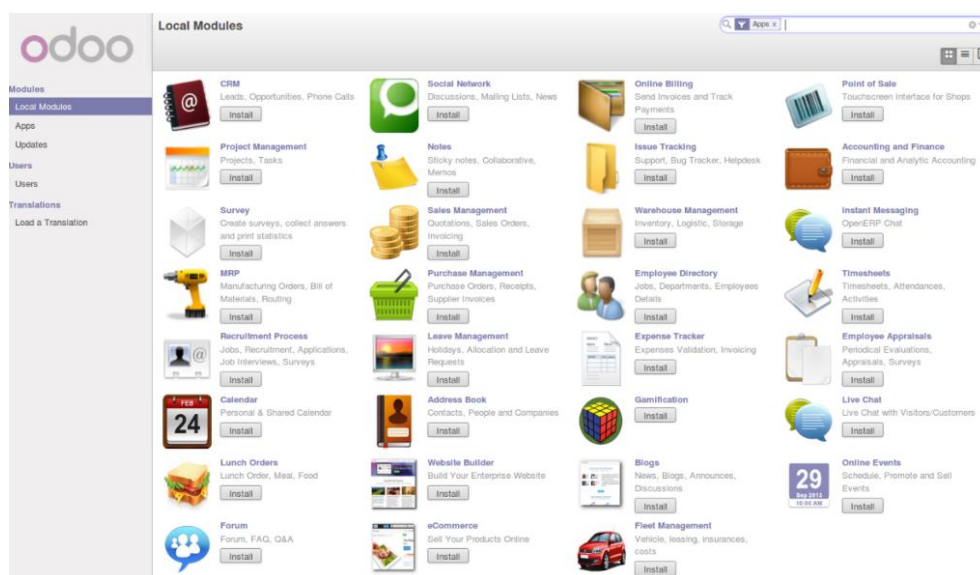 odoo
Modules
Local Modules
Apps
Updates
Users
Users
Translations
Load a Translation
Local Modules
Apps x
CRM
Leads, Opportunities, Phone Calls
Install
Social Network
Discussions, Mailing Lists, News
Install
Online Billing
Send Invoices and Track
Payments
Install
Point of Sale
Touchscreen Interface for Shops
Install
Project Management
Projects, Tasks
Install
Notes
Sticky notes, Collaborative,
Memos
Install
Issue Tracking
Support, Bug Tracker, Helpdesk
Install
Accounting and Finance
Financial and Analytic Accounting
Install
Survey
Create surveys, collect answers
and print statistics
Install
Sales Management
Quotations, Sales Orders,
Invoicing
Install
Warehouse Management
Inventory, Logistic, Storage
Install
Instant Messaging
OpenERP Chat
Install
MRP
Manufacturing Orders, Bill of
Materials, Routing
Install
Purchase Management
Purchase Orders, Receipts,
Supplier Invoices
Install
Employee Directory
Jobs, Departments, Employees
Details
Install
Timesheets
Timesheets, Attendances,
Activities
Install
Recruitment Process
Jobs, Recruitment, Applications,
Job Interviews, Surveys
Install
Leave Management
Holidays, Allocation and Leave
Requests
Install
Expense Tracker
Expenses Validation, Invoicing
Install
Employee Appraisals
Periodical Evaluations,
Appraisals, Surveys
Install
FEB
24
Calendar
Personal & Shared Calendar
Install
Address Book
Contacts, People and Companies
Install
Gamification
Install
Live Chat
Live Chat with Visitors/Customers
Install
Lunch Orders
Lunch Order, Meal, Food
Install
Website Builder
Build Your Enterprise Website
Install
Blogs
News, Blogs, Announces,
Discussions
Install
29
Sep 2012
10:00 AM
Online Events
Schedule, Promote and Sell
Events
Install
Forum
Forum, FAQ, Q&A
Install
eCommerce
Sell Your Products Online
Install
Fleet Management
Vehicle, leasing, insurances,
costs
Install